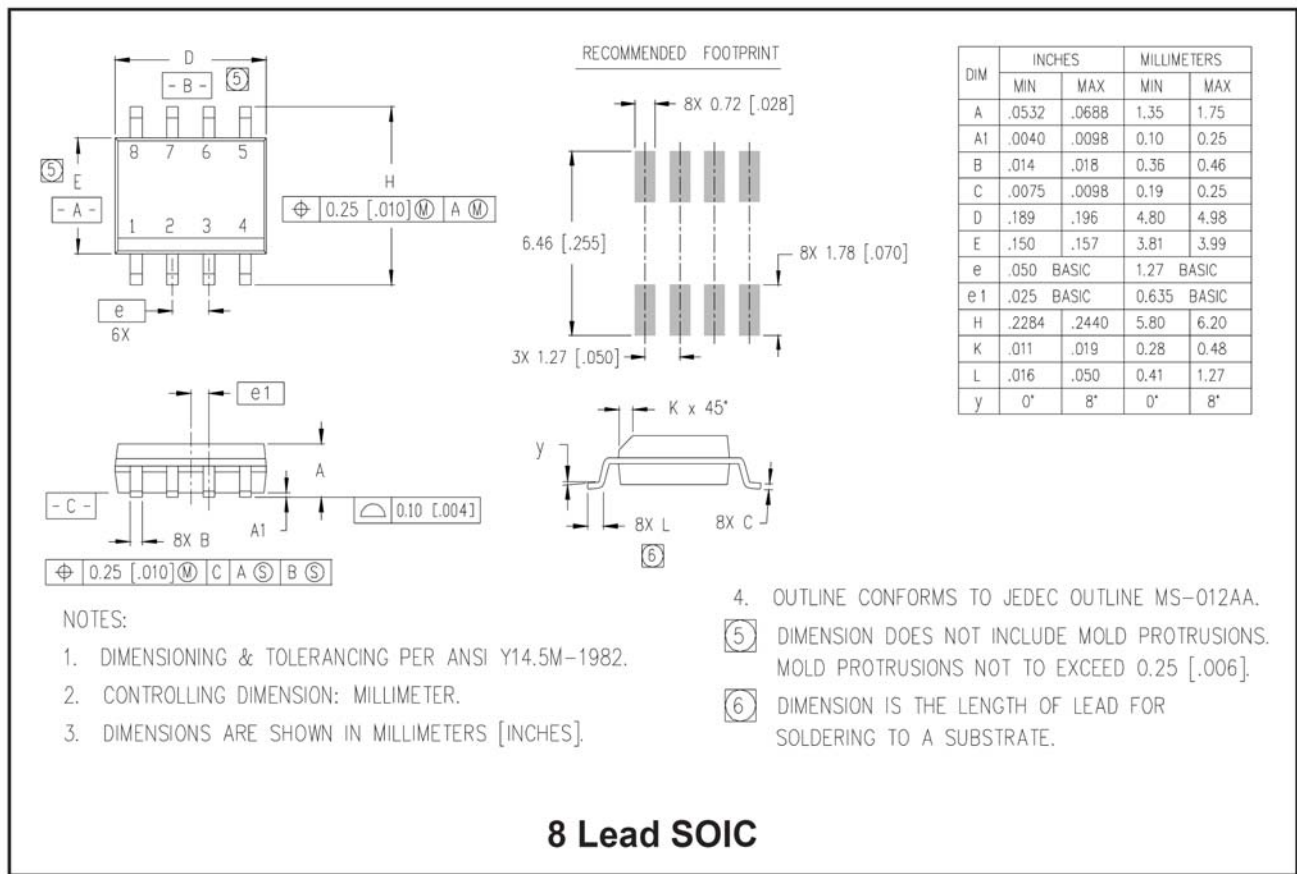 D
- B -
5
8 7 6 5
5
E
- A -
H
⌖ 0.25 [.010] Ⓜ A Ⓜ
1 2 3 4
e
6X
RECOMMENDED FOOTPRINT
8X 0.72 [.028]
6.46 [.255]
8X 1.78 [.070]
3X 1.27 [.050]
DIM INCHES MILLIMETERS
MIN MAX MIN MAX
A .0532 .0688 1.35 1.75
A1 .0040 .0098 0.10 0.25
B .014 .018 0.36 0.46
C .0075 .0098 0.19 0.25
D .189 .196 4.80 4.98
E .150 .157 3.81 3.99
e .050 BASIC 1.27 BASIC
e1 .025 BASIC 0.635 BASIC
H .2284 .2440 5.80 6.20
K .011 .019 0.28 0.48
L .016 .050 0.41 1.27
y 0° 8° 0° 8°
e1
A
- C -
A1
8X B
⌓ 0.10 [.004]
⌖ 0.25 [.010] Ⓜ C A Ⓢ B Ⓢ
K x 45°
y
8X L
8X C
6
NOTES:
1. DIMENSIONING & TOLERANCING PER ANSI Y14.5M-1982.
2. CONTROLLING DIMENSION: MILLIMETER.
3. DIMENSIONS ARE SHOWN IN MILLIMETERS [INCHES].
4. OUTLINE CONFORMS TO JEDEC OUTLINE MS-012AA.
5 DIMENSION DOES NOT INCLUDE MOLD PROTRUSIONS.
MOLD PROTRUSIONS NOT TO EXCEED 0.25 [.006].
6 DIMENSION IS THE LENGTH OF LEAD FOR
SOLDERING TO A SUBSTRATE.
8 Lead SOIC